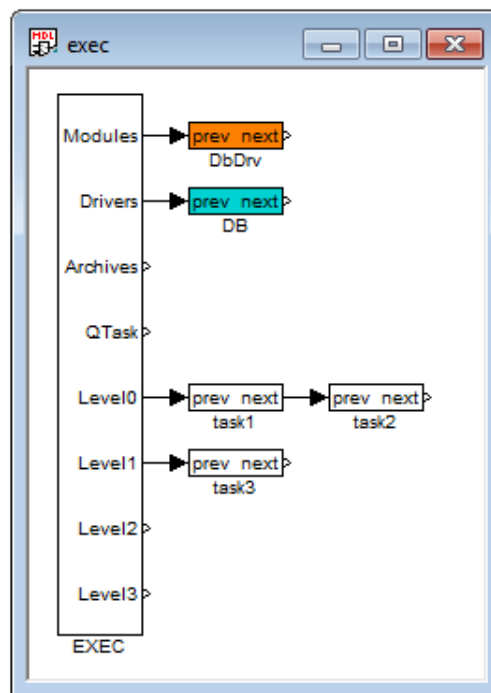 MDL exec
Modules prev next
DbDrv
Drivers prev next
DB
Archives
QTask
Level0 prev next prev next
task1 task2
Level1 prev next
task3
Level2
Level3
EXEC